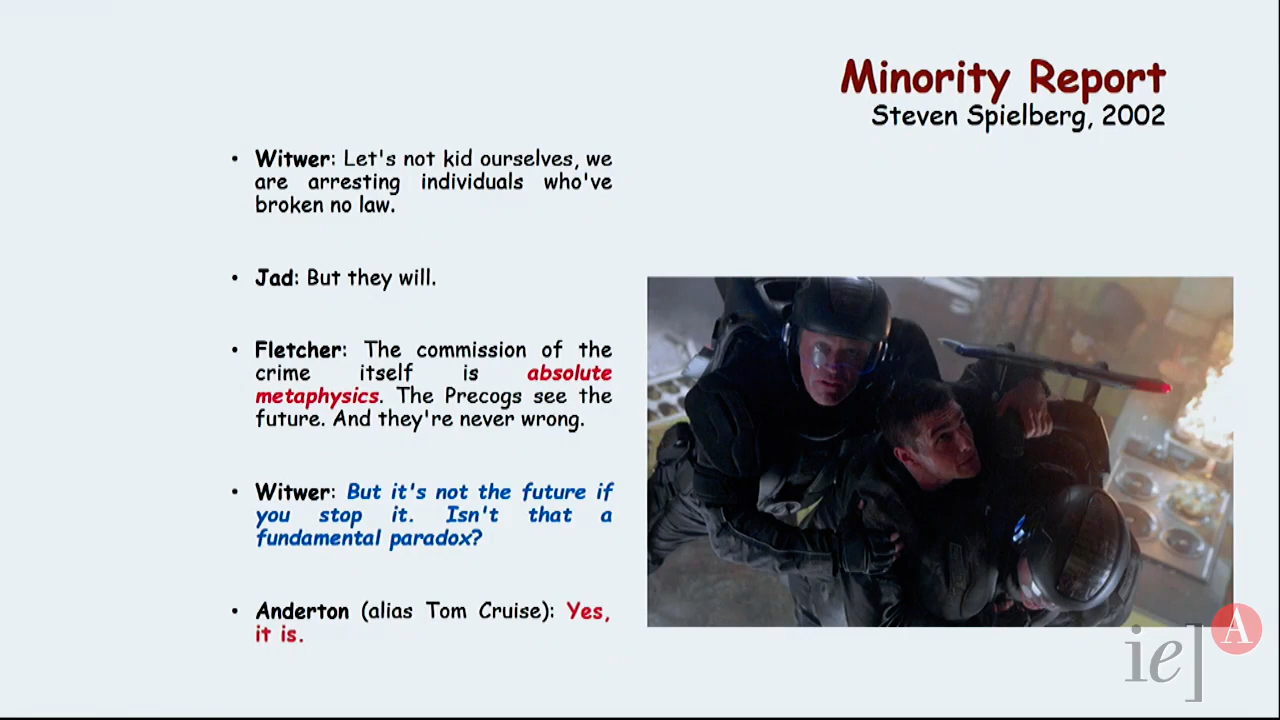 Minority Report
Steven Spielberg, 2002
• Witwer: Let's not kid ourselves, we
are arresting individuals who've
broken no law.
• Jad: But they will.
• Fletcher: The commission of the
crime itself is absolute
metaphysics. The Precogs see the
future. And they're never wrong.
• Witwer: But it's not the future if
you stop it. Isn't that a
fundamental paradox?
• Anderton (alias Tom Cruise): Yes,
it is.
ie] A